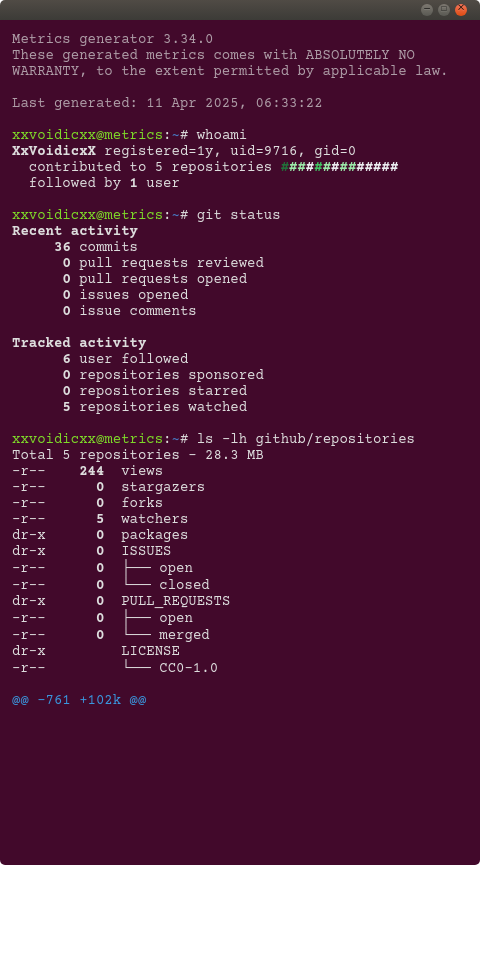 Metrics generator 3.34.0
These generated metrics comes with ABSOLUTELY NO
WARRANTY, to the extent permitted by applicable law.
Last generated: 11 Apr 2025, 06:33:22
xxvoidicxx@metrics:~# whoami
XxVoidicxX registered=1y, uid=9716, gid=0
  contributed to 5 repositories ##############
  followed by 1 user
xxvoidicxx@metrics:~# git status
Recent activity
     36 commits
      0 pull requests reviewed
      0 pull requests opened
      0 issues opened
      0 issue comments
Tracked activity
      6 user followed
      0 repositories sponsored
      0 repositories starred
      5 repositories watched
xxvoidicxx@metrics:~# ls -lh github/repositories
Total 5 repositories - 28.3 MB
-r--    244  views
-r--      0  stargazers
-r--      0  forks
-r--      5  watchers
dr-x      0  packages
dr-x      0  ISSUES
-r--      0  ├── open
-r--      0  └── closed
dr-x      0  PULL_REQUESTS
-r--      0  ├── open
-r--      0  └── merged
dr-x         LICENSE
-r--         └── CC0-1.0
@@ -761 +102k @@